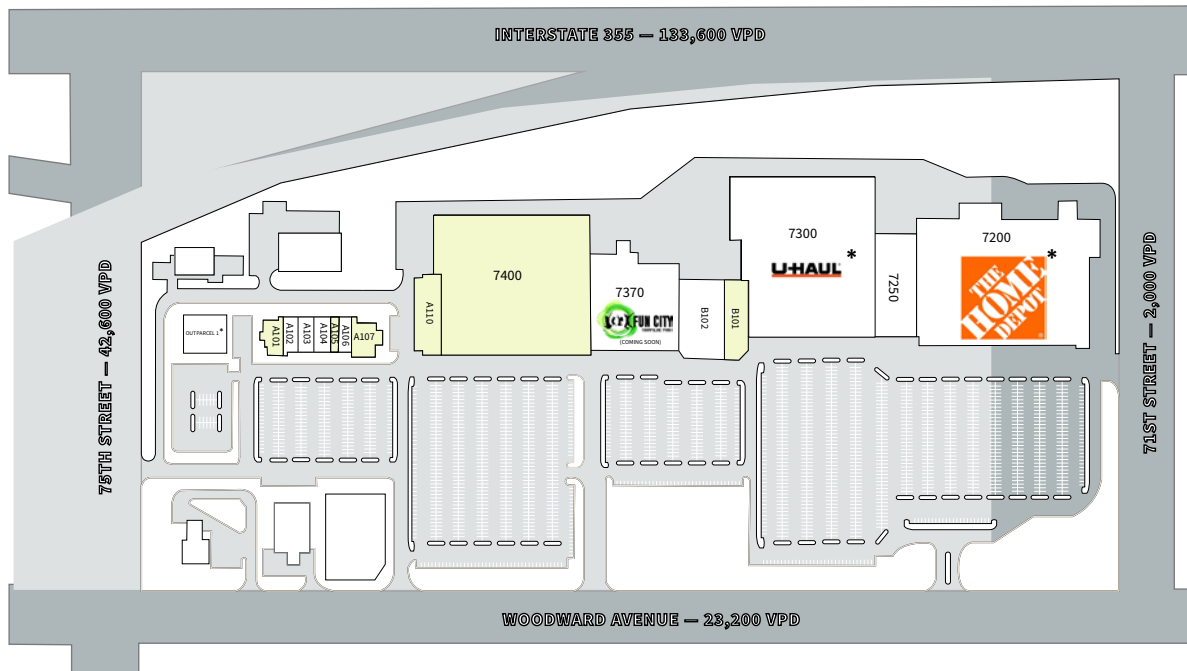 INTERSTATE 355 — 133,600 VPD
75TH STREET — 42,600 VPD
71ST STREET — 2,000 VPD
WOODWARD AVENUE — 23,200 VPD
OUTPARCEL 1*
A101
A102
A103
A104
A105
A106
A107
A110
7400
7370
FUN CITY
(COMING SOON)
B102
B101
7300
*
U-HAUL
7250
7200
*
THE
HOME
DEPOT